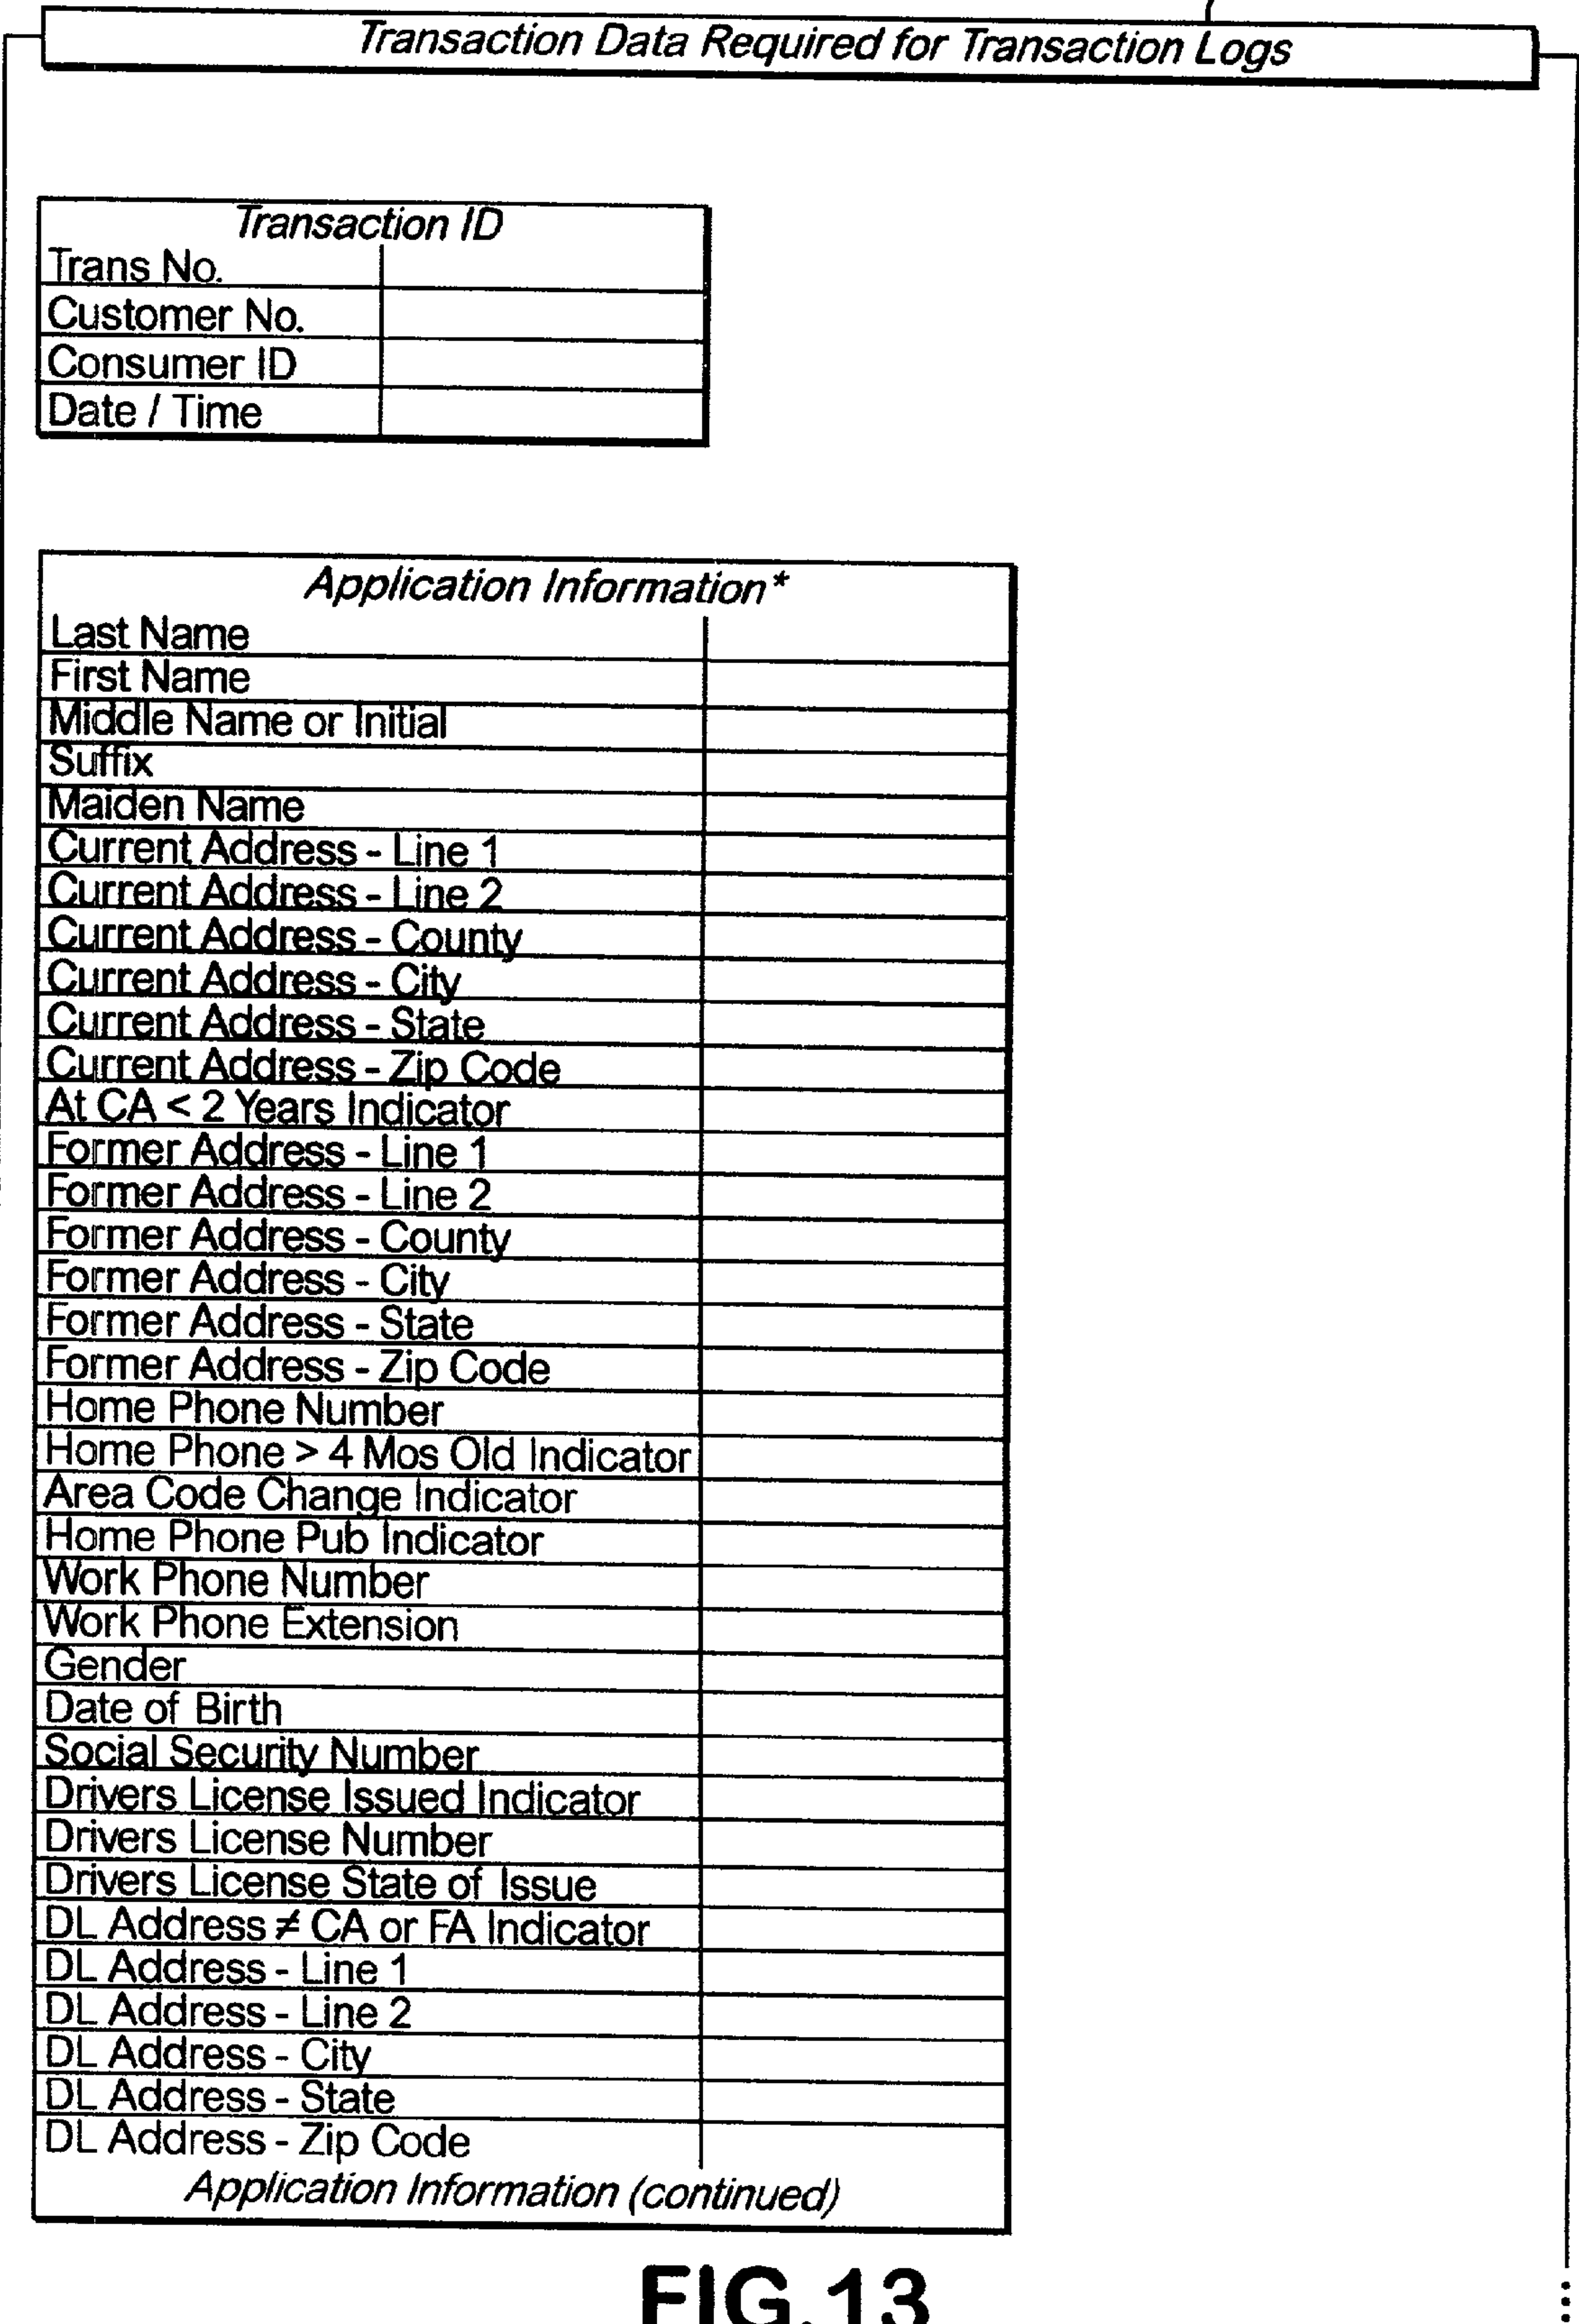 Transaction Data Required for Transaction Logs
Transaction ID
Trans No.
Customer No.
Consumer ID
Date / Time
Application Information*
Last Name
First Name
Middle Name or Initial
Suffix
Maiden Name
Current Address - Line 1
Current Address - Line 2
Current Address - County
Current Address - City
Current Address - State
Current Address - Zip Code
At CA < 2 Years Indicator
Former Address - Line 1
Former Address - Line 2
Former Address - County
Former Address - City
Former Address - State
Former Address - Zip Code
Home Phone Number
Home Phone > 4 Mos Old Indicator
Area Code Change Indicator
Home Phone Pub Indicator
Work Phone Number
Work Phone Extension
Gender
Date of Birth
Social Security Number
Drivers License Issued Indicator
Drivers License Number
Drivers License State of Issue
DL Address ≠ CA or FA Indicator
DL Address - Line 1
DL Address - Line 2
DL Address - City
DL Address - State
DL Address - Zip Code
Application Information (continued)
FIG.13